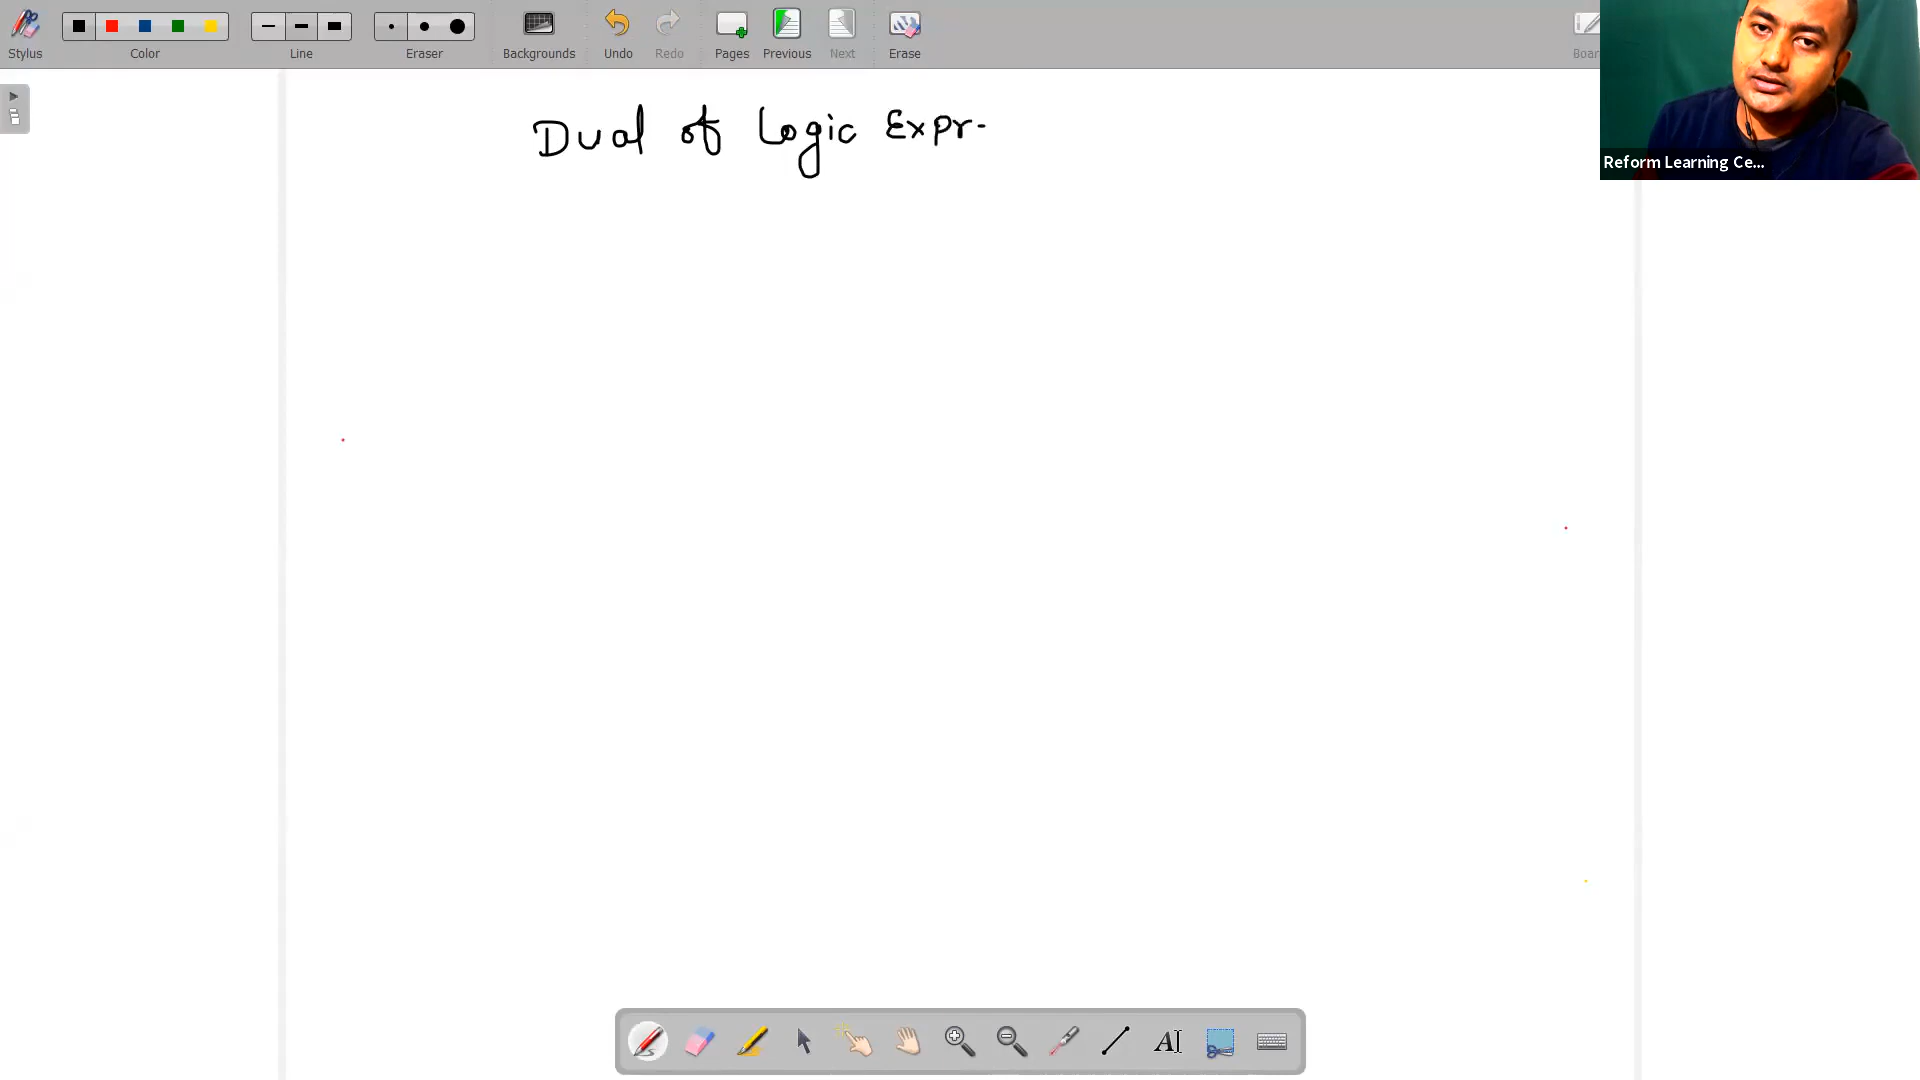 Stylus Color Line Eraser Backgrounds Undo Redo Pages Previous Next Erase
Dual of Logic Expr-
Reform Learning Ce...